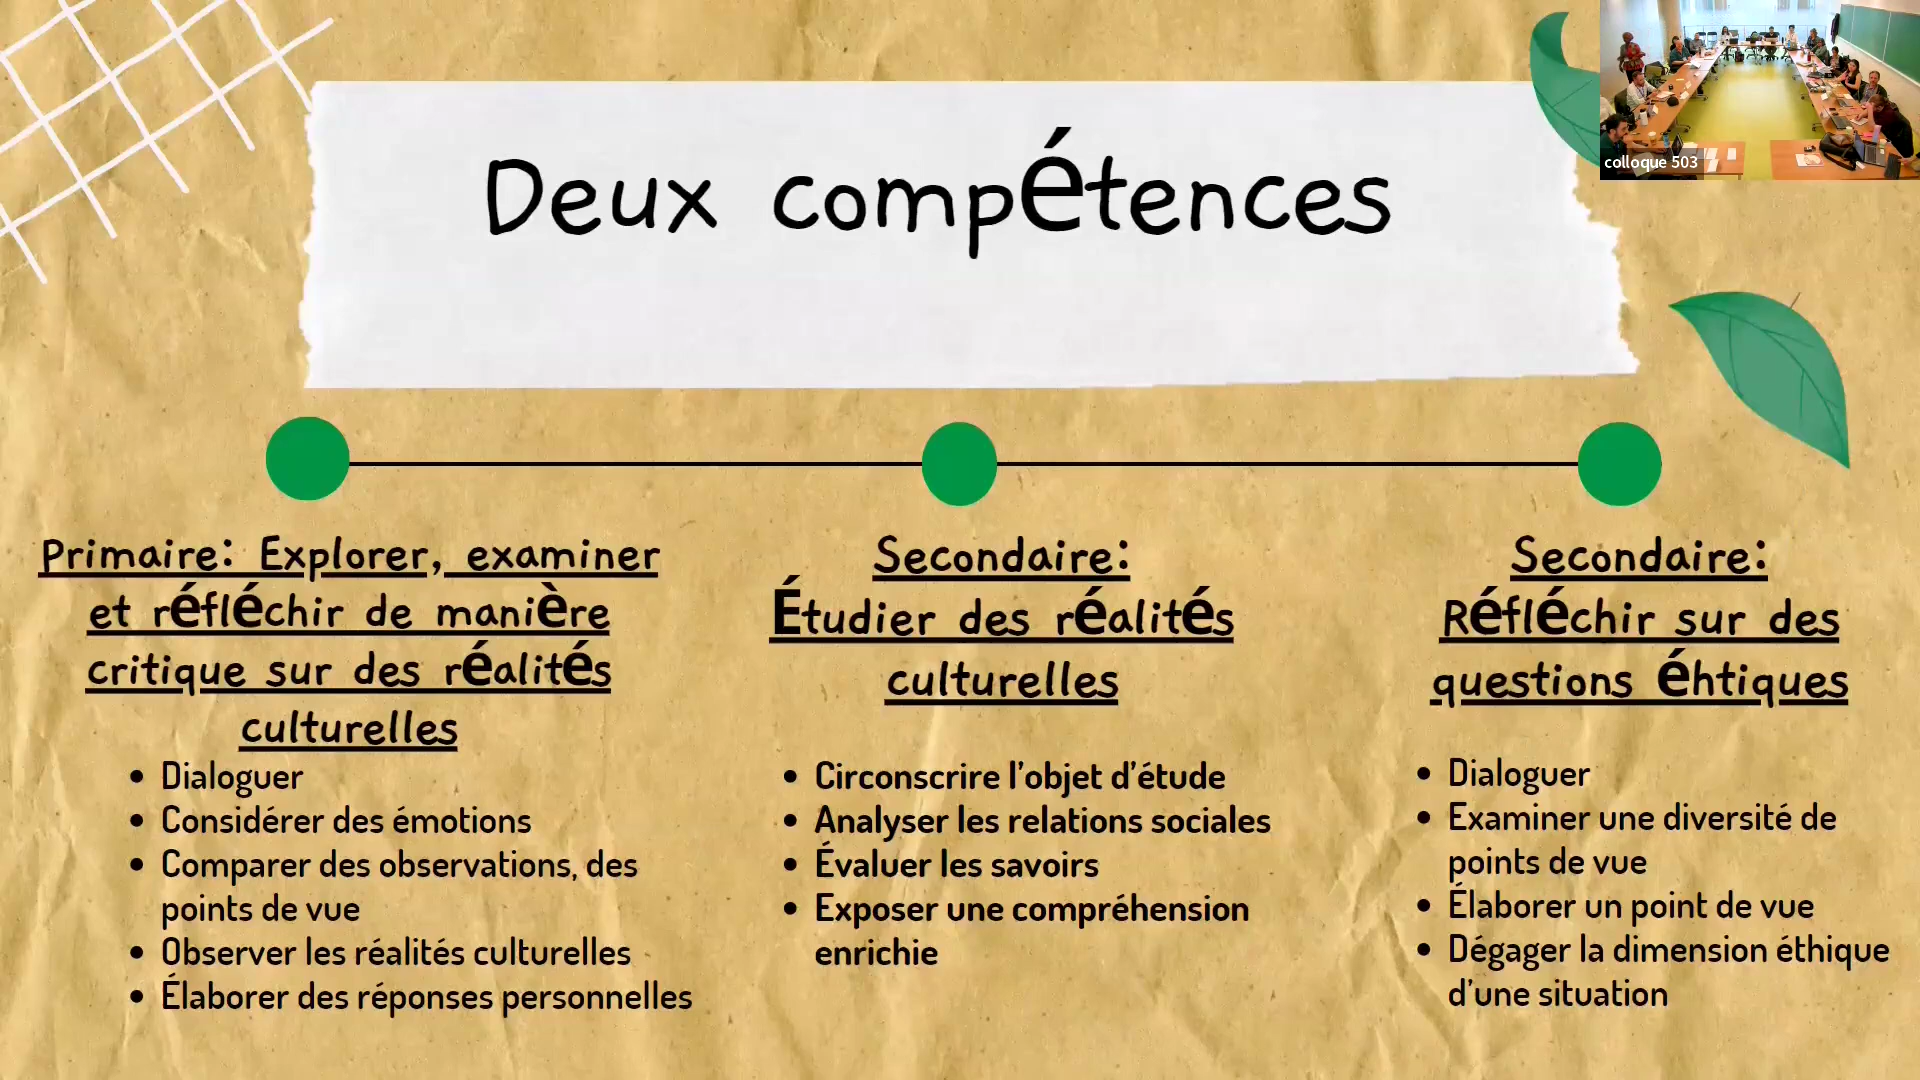 Deux compétences
colloque 503
Primaire: Explorer, examiner
et réfléchir de manière
critique sur des réalités
culturelles
• Dialoguer
• Considérer des émotions
• Comparer des observations, des
points de vue
• Observer les réalités culturelles
• Élaborer des réponses personnelles
Secondaire:
Étudier des réalités
culturelles
• Circonscrire l’objet d’étude
• Analyser les relations sociales
• Évaluer les savoirs
• Exposer une compréhension
enrichie
Secondaire:
Réfléchir sur des
questions éhtiques
• Dialoguer
• Examiner une diversité de
points de vue
• Élaborer un point de vue
• Dégager la dimension éthique
d’une situation